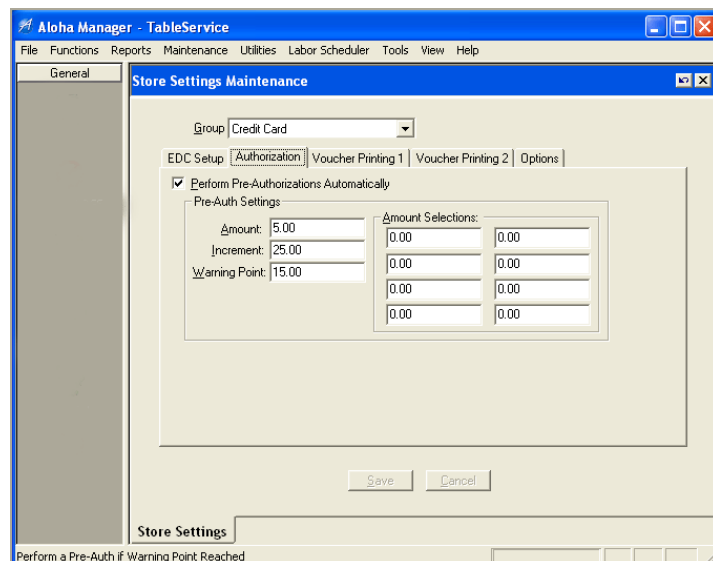 Aloha Manager - TableService
File Functions Reports Maintenance Utilities Labor Scheduler Tools View Help
General
Store Settings Maintenance
Group Credit Card
EDC Setup Authorization Voucher Printing 1 Voucher Printing 2 Options
Perform Pre-Authorizations Automatically
Pre-Auth Settings
Amount: 5.00
Increment: 25.00
Warning Point: 15.00
Amount Selections:
0.00 0.00
0.00 0.00
0.00 0.00
0.00 0.00
Save Cancel
Store Settings
Perform a Pre-Auth if Warning Point Reached